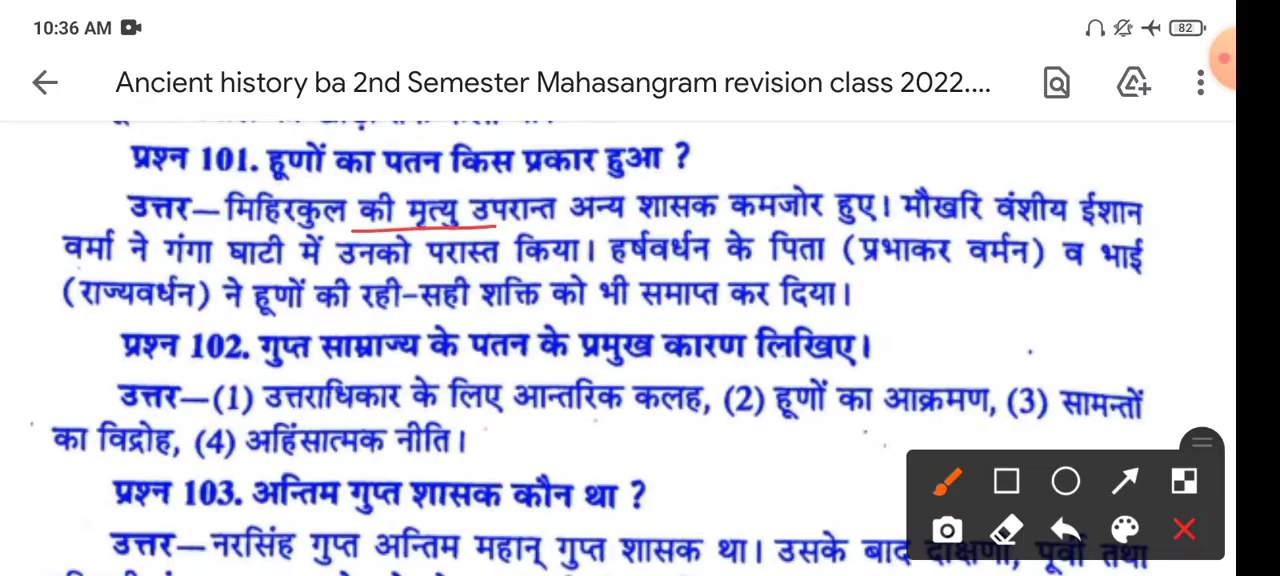 10:36 AM
82
Ancient history ba 2nd Semester Mahasangram revision class 2022....
प्रश्न 101. हूणों का पतन किस प्रकार हुआ ?
उत्तर—मिहिरकुल की मृत्यु उपरान्त अन्य शासक कमजोर हुए। मौखरि वंशीय ईशान
वर्मा ने गंगा घाटी में उनको परास्त किया। हर्षवर्धन के पिता (प्रभाकर वर्मन) व भाई
(राज्यवर्धन) ने हूणों की रही-सही शक्ति को भी समाप्त कर दिया।
प्रश्न 102. गुप्त साम्राज्य के पतन के प्रमुख कारण लिखिए।
उत्तर—(1) उत्तराधिकार के लिए आन्तरिक कलह, (2) हूणों का आक्रमण, (3) सामन्तों
का विद्रोह, (4) अहिंसात्मक नीति।
प्रश्न 103. अन्तिम गुप्त शासक कौन था ?
उत्तर—नरसिंह गुप्त अन्तिम महान् गुप्त शासक था। उसके बाद